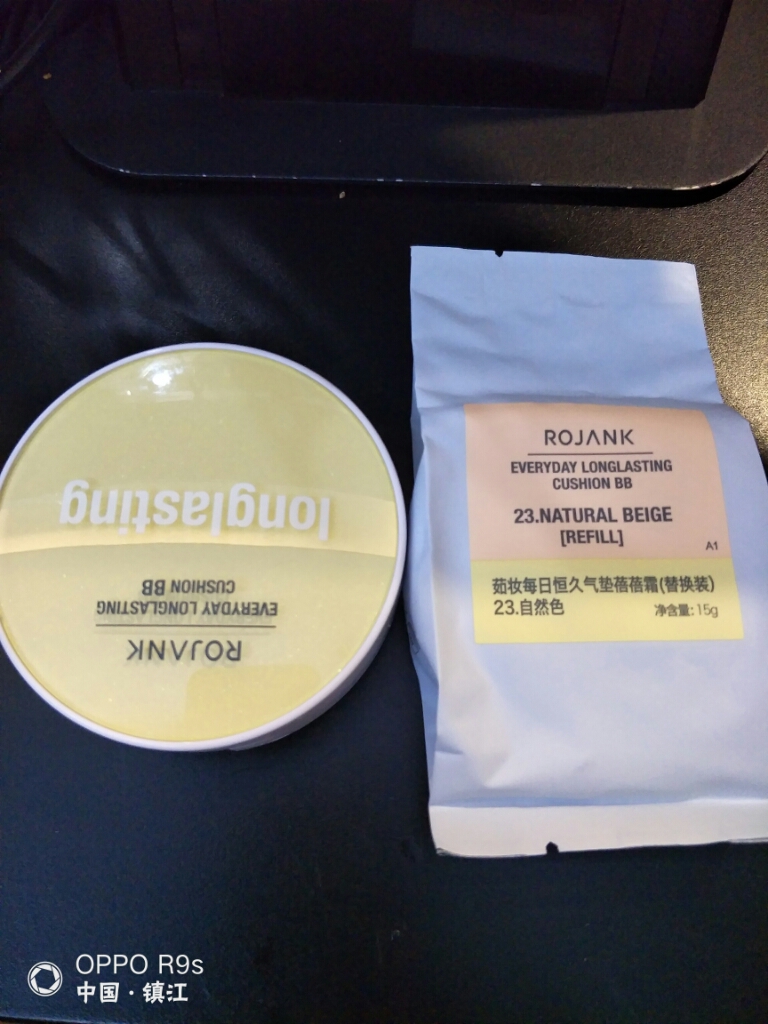 longlasting
EVERYDAY LONGLASTING
CUSHION BB
ROJANK
ROJANK
EVERYDAY LONGLASTING
CUSHION BB
23.NATURAL BEIGE
[REFILL]
A1
茹妆每日恒久气垫蓓蓓霜(替换装)
23.自然色
净含量: 15g
OPPO R9s
中国·镇江